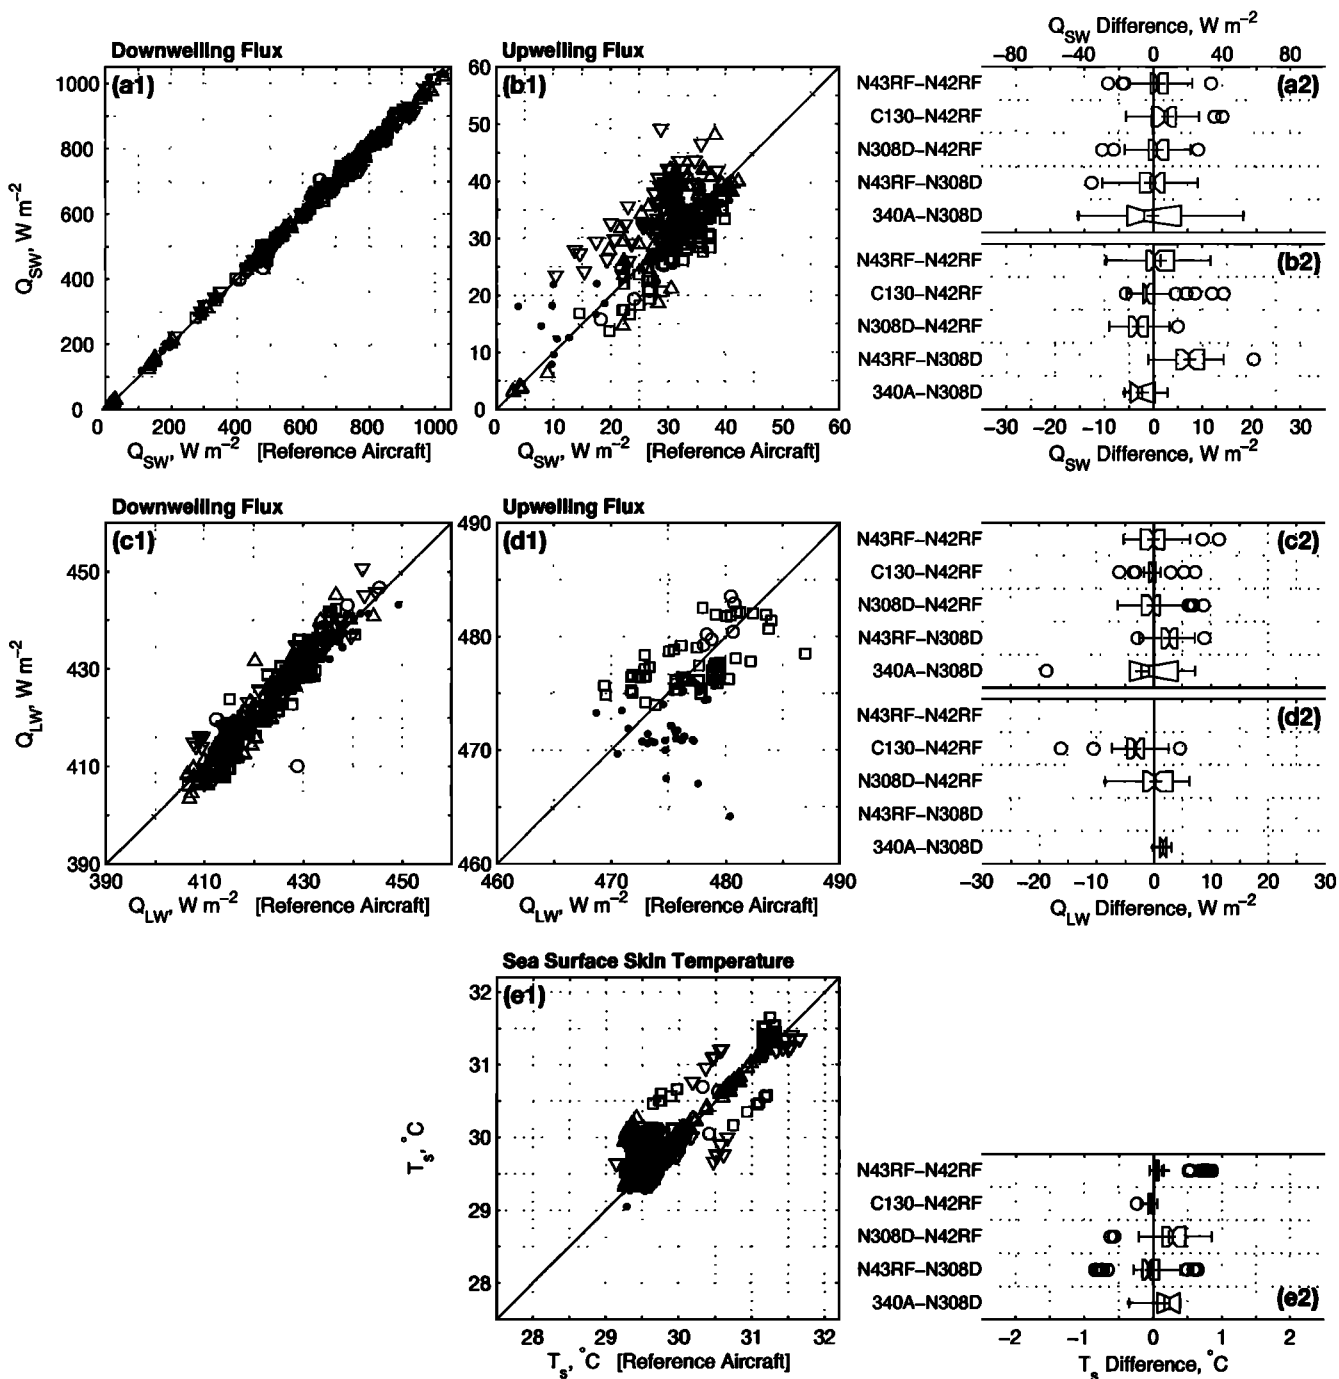 Downwelling Flux
(a1)
1000
800
600
400
200
0
Q_SW, W m⁻²
0 200 400 600 800 1000
Q_SW, W m⁻² [Reference Aircraft]
Upwelling Flux
(b1)
60
50
40
30
20
10
0
0 10 20 30 40 50 60
Q_SW, W m⁻² [Reference Aircraft]
Q_SW Difference, W m⁻²
-80 -40 0 40 80
(a2)
N43RF-N42RF
C130-N42RF
N308D-N42RF
N43RF-N308D
340A-N308D
(b2)
N43RF-N42RF
C130-N42RF
N308D-N42RF
N43RF-N308D
340A-N308D
-30 -20 -10 0 10 20 30
Q_SW Difference, W m⁻²
Downwelling Flux
(c1)
450
430
410
390
Q_LW, W m⁻²
390 410 430 450
Q_LW, W m⁻² [Reference Aircraft]
Upwelling Flux
(d1)
490
480
470
460
460 470 480 490
Q_LW, W m⁻² [Reference Aircraft]
(c2)
N43RF-N42RF
C130-N42RF
N308D-N42RF
N43RF-N308D
340A-N308D
(d2)
N43RF-N42RF
C130-N42RF
N308D-N42RF
N43RF-N308D
340A-N308D
-30 -20 -10 0 10 20 30
Q_LW Difference, W m⁻²
Sea Surface Skin Temperature
(e1)
32
31
30
29
28
T_s, °C
28 29 30 31 32
T_s, °C [Reference Aircraft]
N43RF-N42RF
C130-N42RF
N308D-N42RF
N43RF-N308D
340A-N308D
(e2)
-2 -1 0 1 2
T_s Difference, °C